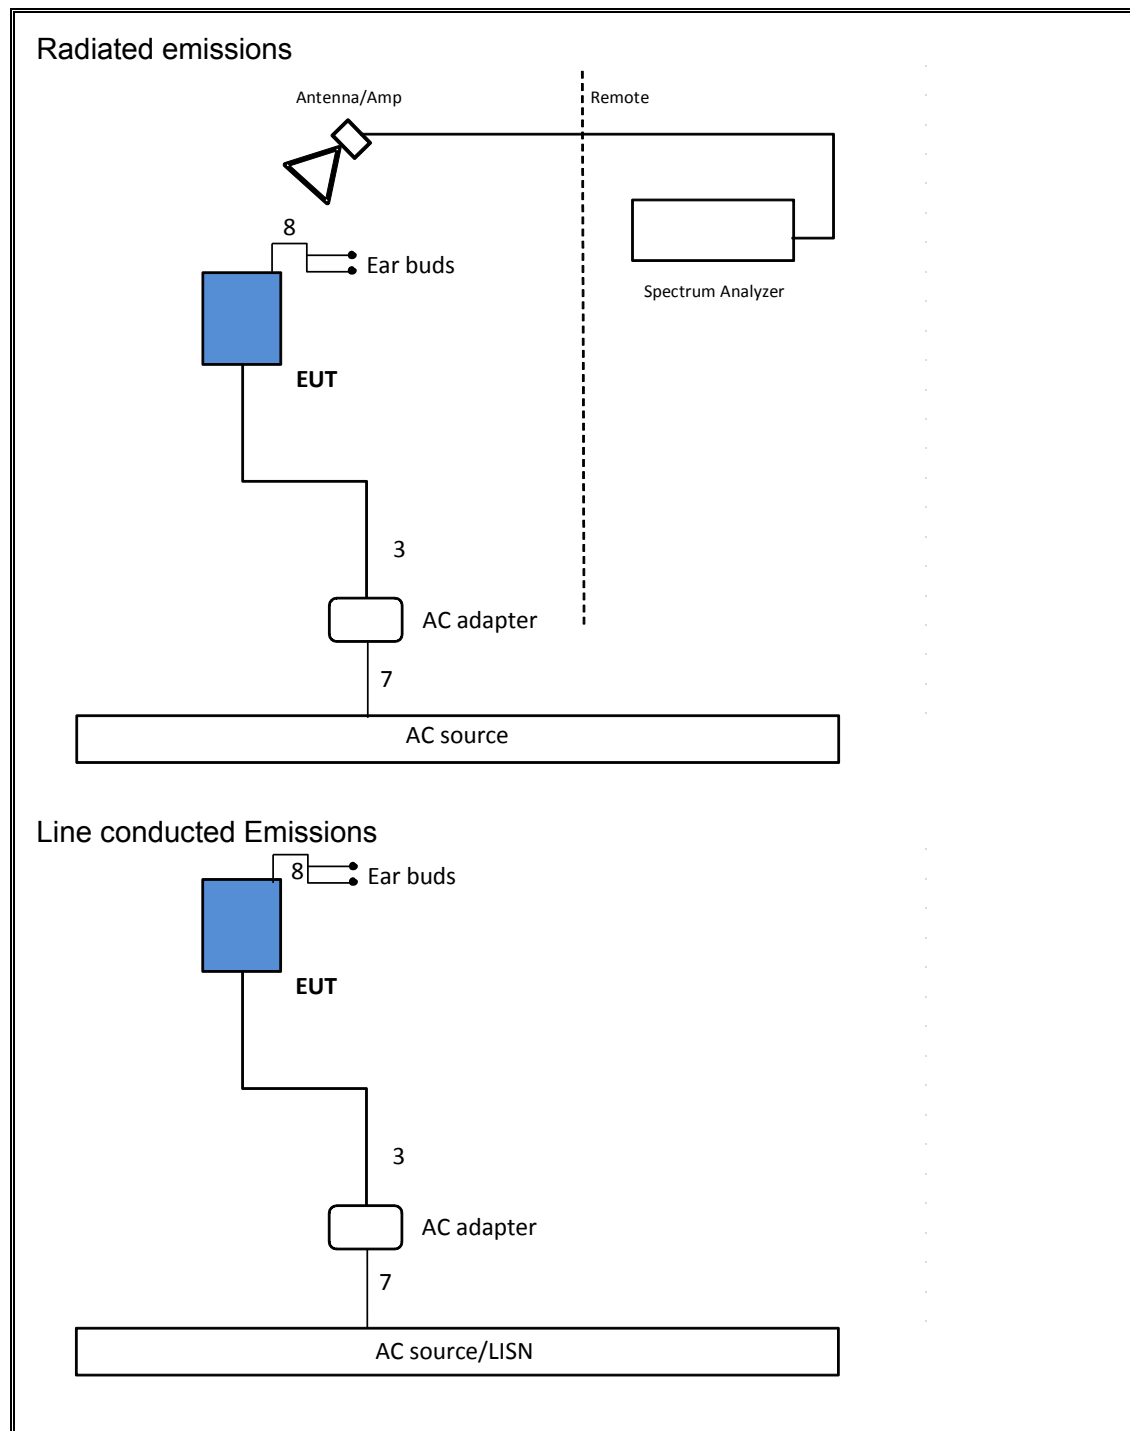 Radiated emissions
Antenna/Amp
Remote
8
Ear buds
Spectrum Analyzer
EUT
3
AC adapter
7
AC source
Line conducted Emissions
8
Ear buds
EUT
3
AC adapter
7
AC source/LISN